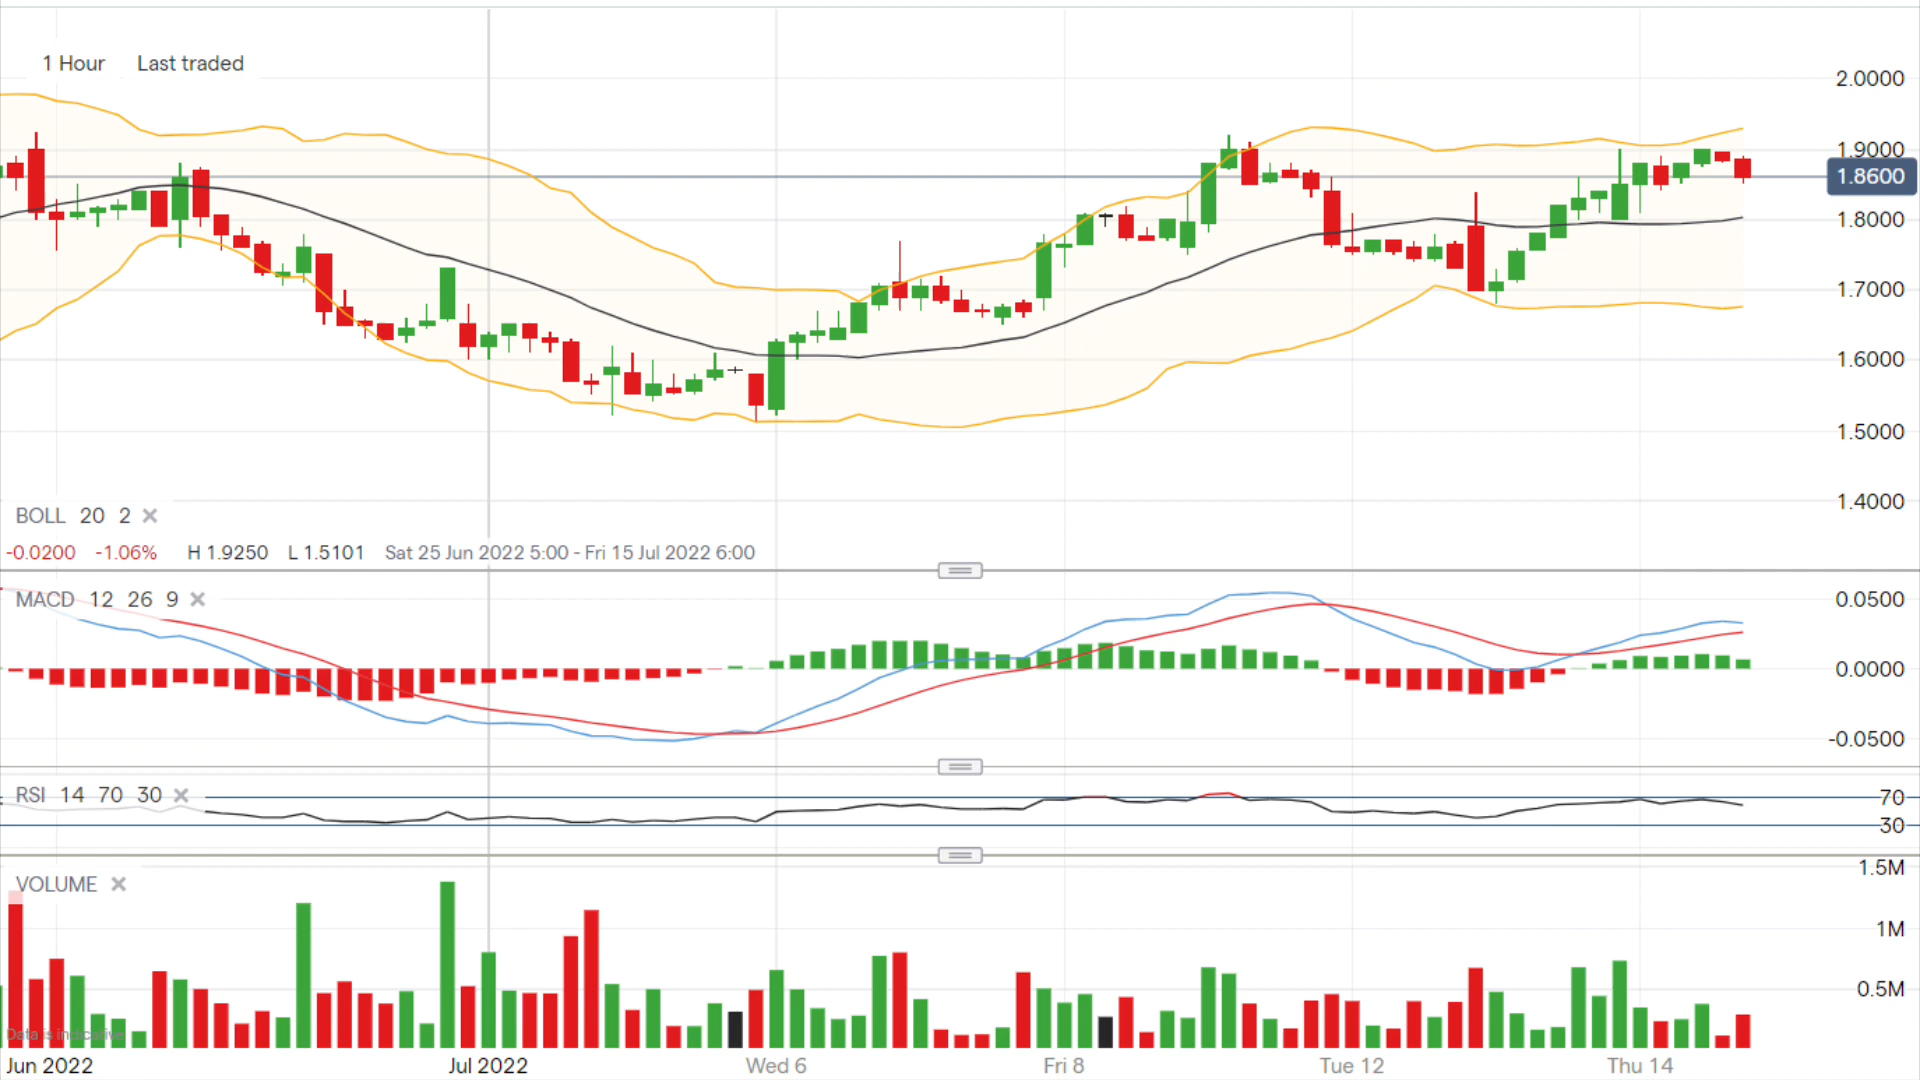 1 Hour Last traded
2.0000
1.9000
1.8600
1.8000
1.7000
1.6000
1.5000
1.4000
BOLL 20 2
-0.0200 -1.06% H 1.9250 L 1.5101 Sat 25 Jun 2022 5:00 - Fri 15 Jul 2022 6:00
MACD 12 26 9
0.0500
0.0000
-0.0500
RSI 14 70 30
70
30
VOLUME
1.5M
1M
0.5M
Data is indicative
Jun 2022 Jul 2022 Wed 6 Fri 8 Tue 12 Thu 14